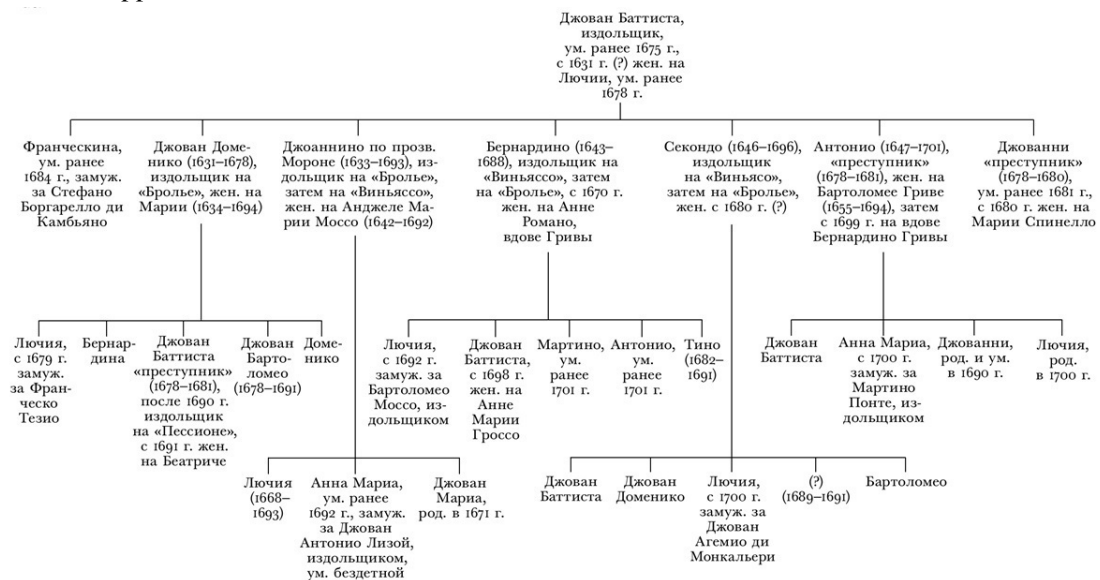 Джован Баттиста,
издольщик,
ум. ранее 1675 г.,
с 1631 г. (?) жен. на
Лючии, ум. ранее
1678 г.
Франческина,
ум. ранее
1684 г., замуж.
за Стефано
Боргарелло ди
Камбьяно
Джован Доме-
нико (1631–1678),
издольщик на
«Бролье», жен. на
Марии (1634–1694)
Джоаннино по прозв.
Мороне (1633–1693), из-
дольщик на «Бролье»,
затем на «Виньяссо»,
жен. на Анджеле Ма-
рии Моссо (1642–1692)
Бернардино (1643–
1688), издольщик на
«Виньяссо», затем
на «Бролье», с 1670 г.
жен. на Анне
Романо,
вдове Гривы
Секондо (1646–1696),
издольщик
на «Виньясо»,
затем на «Бролье»,
жен. с 1680 г. (?)
Антонио (1647–1701),
«преступник»
(1678–1681), жен. на
Бартоломее Гриве
(1655–1694), затем
с 1699 г. на вдове
Бернардино Гривы
Джованни
«преступник»
(1678–1680),
ум. ранее 1681 г.,
с 1680 г. жен. на
Марии Спинелло
Лючия,
с 1679 г.
замуж.
за Фран-
ческо
Тезио
Бернар-
дина
Джован
Баттиста
«преступник»
(1678–1681),
после 1690 г.
издольщик
на «Пессионе»,
с 1691 г. жен.
на Беатриче
Джован
Барто-
ломео
(1678–1691)
Доме-
нико
Лючия,
с 1692 г.
замуж. за
Бартоломео
Моссо, из-
дольщиком
Джован
Баттиста,
с 1698 г.
жен. на
Анне
Марии
Гроссо
Мартино,
ум.
ранее
1701 г.
Антонио,
ум.
ранее
1701 г.
Тино
(1682–
1691)
Джован
Баттиста
Анна Мария,
с 1700 г.
замуж. за
Мартино
Понте, из-
дольщиком
Джованни,
род. и ум.
в 1690 г.
Лючия,
род.
в 1700 г.
Лючия
(1668–
1693)
Анна Мариа,
ум. ранее
1692 г., замуж.
за Джован
Антонио Лизой,
издольщиком,
ум. бездетной
Джован
Мариа,
род. в 1671 г.
Джован
Баттиста
Джован
Доменико
Лючия,
с 1700 г.
замуж. за
Джован
Агемио ди
Монкальери
(?)
(1689–1691)
Бартоломео